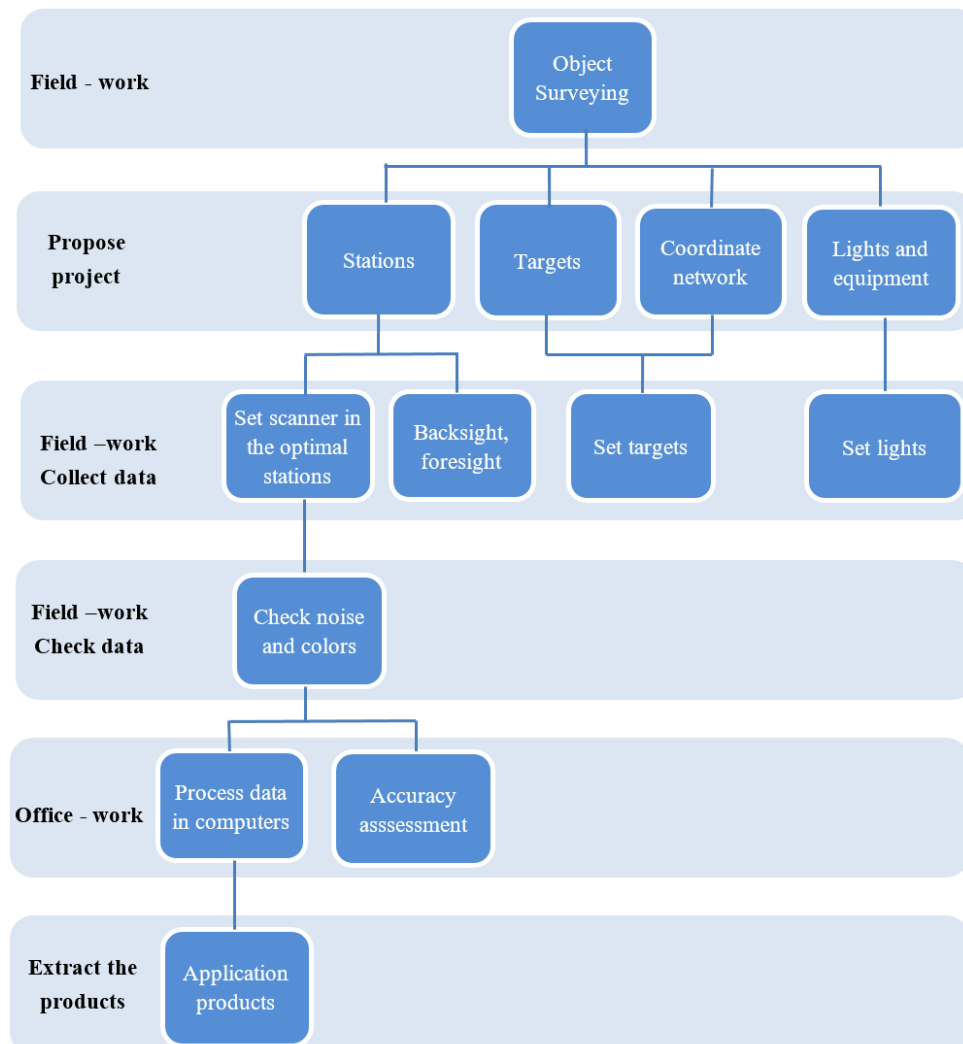 Field - work
Object
Surveying
Propose
project
Stations
Targets
Coordinate
network
Lights and
equipment
Field –work
Collect data
Set scanner in
the optimal
stations
Backsight,
foresight
Set targets
Set lights
Field –work
Check data
Check noise
and colors
Office - work
Process data
in computers
Accuracy
asssessment
Extract the
products
Application
products